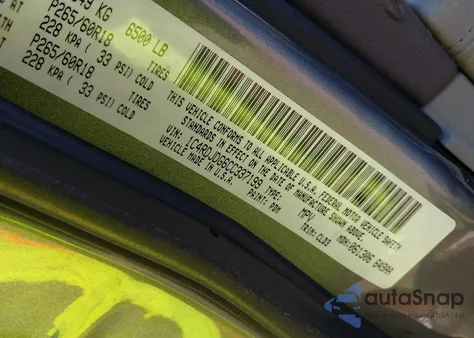 49 KG 6500 LB
P265/60R18 TIRES
228 KPA ( 33 PSI) COLD
P265/60R18 TIRES
228 KPA ( 33 PSI) COLD
THIS VEHICLE CONFORMS TO ALL APPLICABLE U.S.A. FEDERAL MOTOR VEHICLE SAFETY
STANDARDS IN EFFECT ON THE DATE OF MANUFACTURE SHOWN ABOVE.
VIN: TYPE: MPV
MADE IN U.S.A. PAINT: PDM TRIM: CLDB
autoSnap